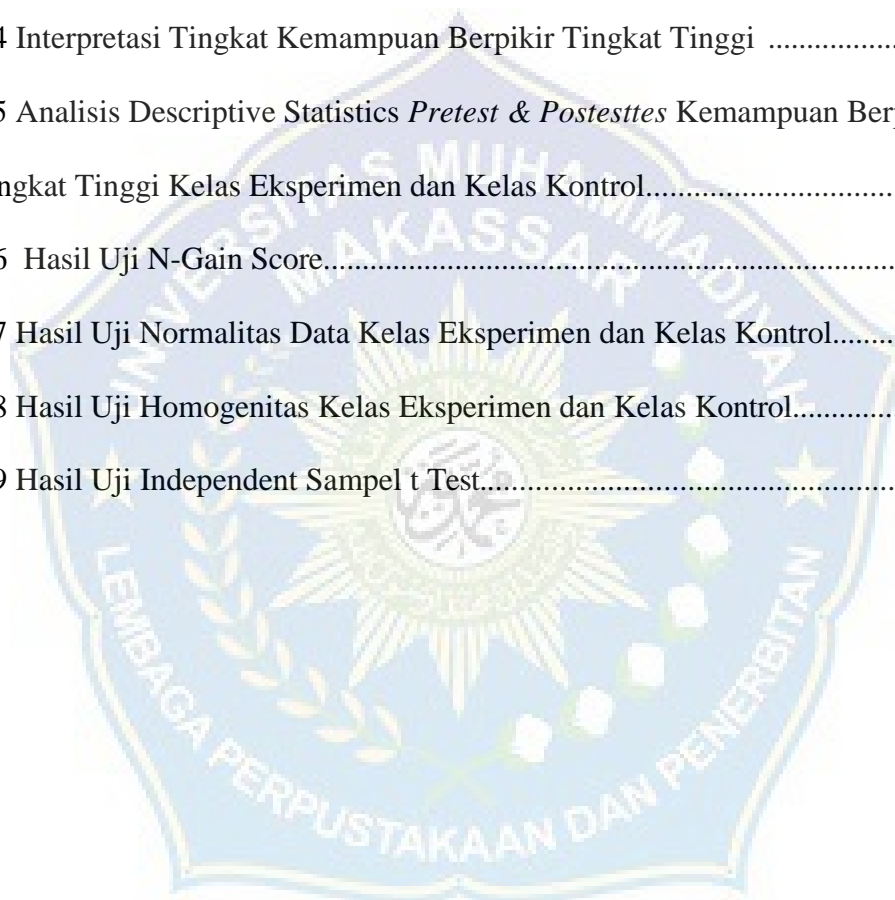 4 Interpretasi Tingkat Kemampuan Berpikir Tingkat Tinggi ..................
5 Analisis Descriptive Statistics Pretest & Postesttes Kemampuan
ngkat Tinggi Kelas Eksperimen dan Kelas Kontrol..................................
6 Hasil Uji N-Gain Score...........................................................................
7 Hasil Uji Normalitas Data Kelas Eksperimen dan Kelas Kontrol........
8 Hasil Uji Homogenitas Kelas Eksperimen dan Kelas Kontrol.............
9 Hasil Uji Independent Sampel t Test.......................................................
UNIVERSITAS MUHAMMADIYAH
MAKASSAR
LEMBAGA PERPUSTAKAAN DAN PENERBITAN